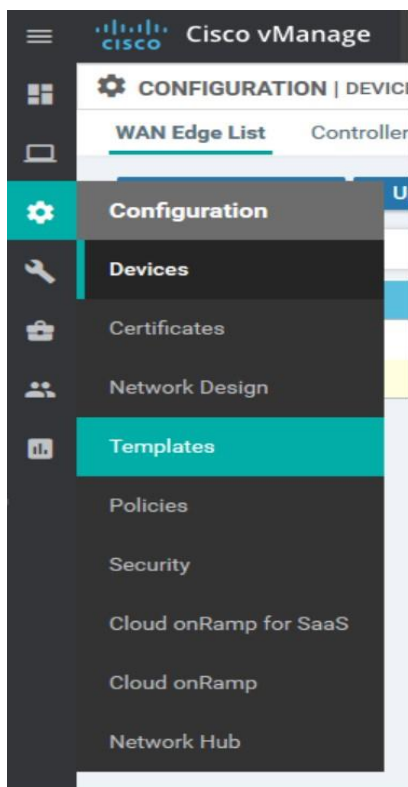 cisco Cisco vManage
CONFIGURATION | DEVIC
WAN Edge List Controller
U
Configuration
Devices
Certificates
Network Design
Templates
Policies
Security
Cloud onRamp for SaaS
Cloud onRamp
Network Hub